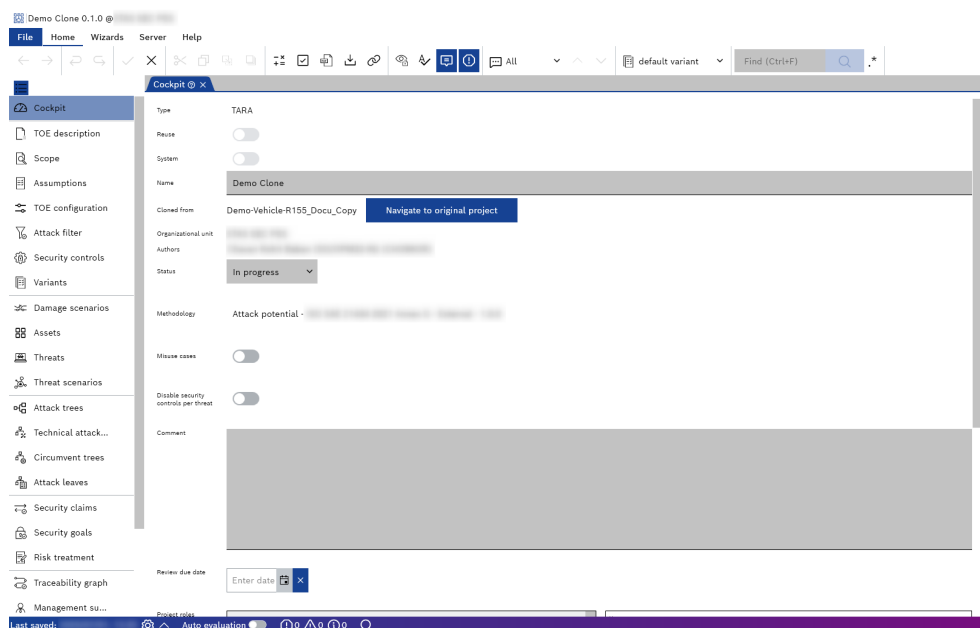 Demo Clone 0.1.0 @
File Home Wizards Server Help
All default variant Find (Ctrl+F) .*
Cockpit
Cockpit
TOE description
Scope
Assumptions
TOE configuration
Attack filter
Security controls
Variants
Damage scenarios
Assets
Threats
Threat scenarios
Attack trees
Technical attack...
Circumvent trees
Attack leaves
Security claims
Security goals
Risk treatment
Traceability graph
Management su...
Type TARA
Reuse
System
Name Demo Clone
Cloned from Demo-Vehicle-R155_Docu_Copy Navigate to original project
Organizational unit
Authors
Status In progress
Methodology Attack potential -
Misuse cases
Disable security
controls per threat
Comment
Review due date Enter date
Project roles
Last saved: Auto evaluation 0 0 0